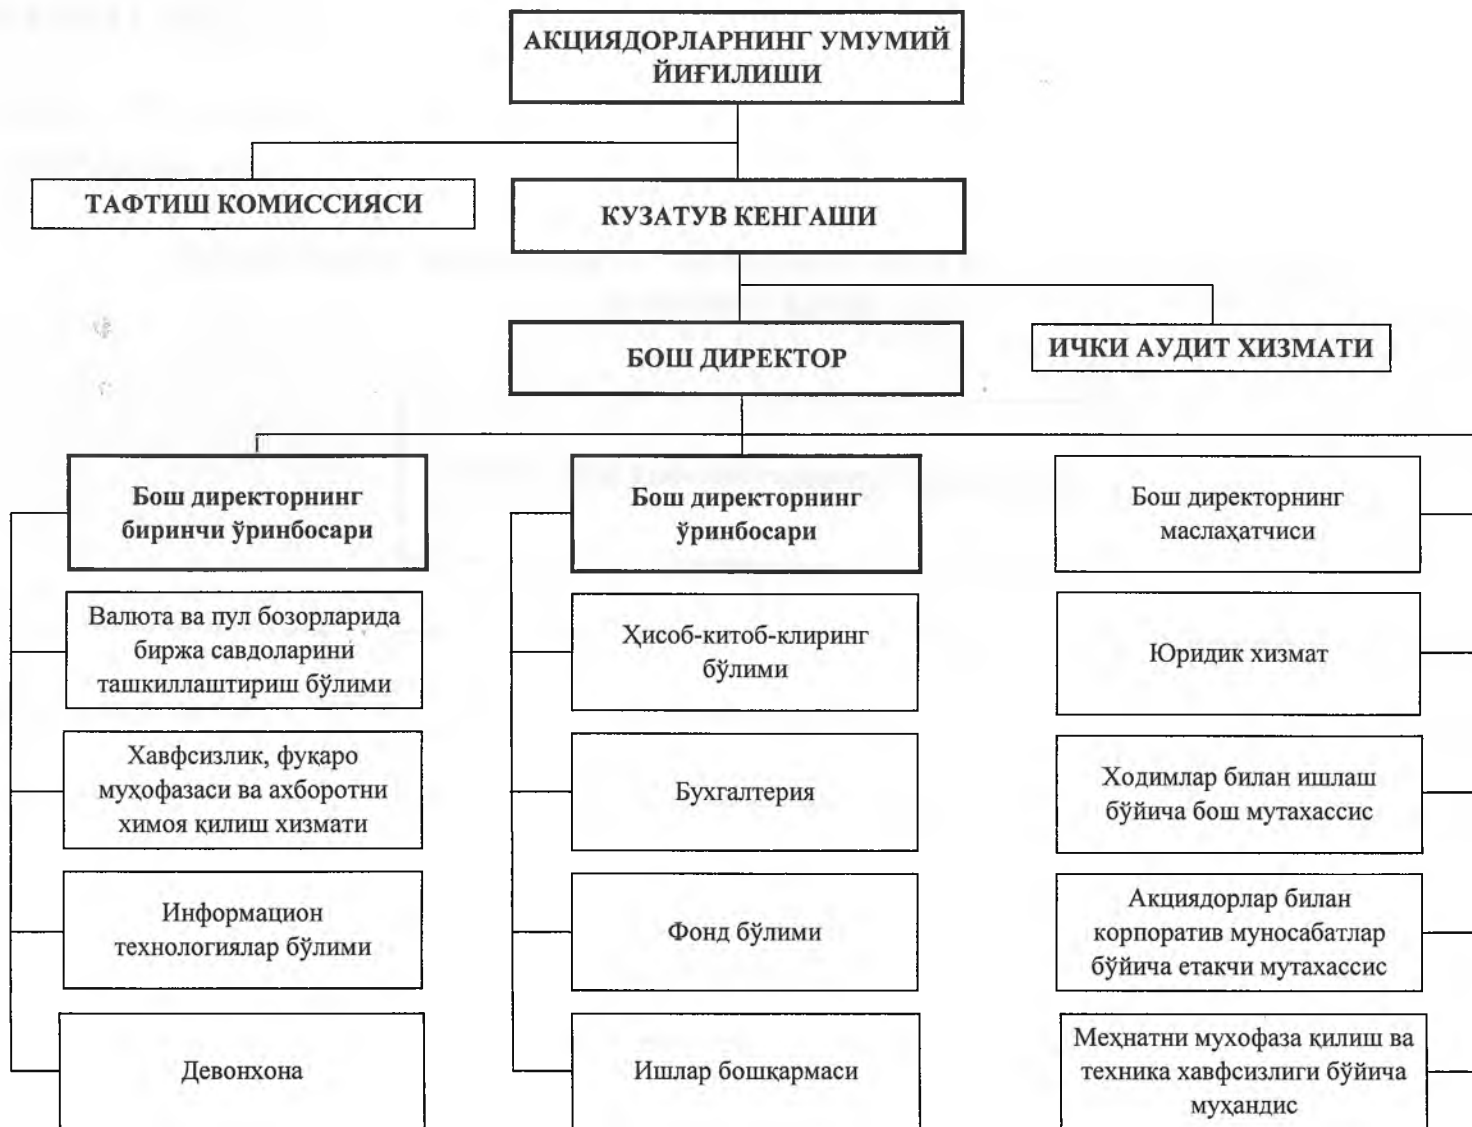 АКЦИЯДОРЛАРНИНГ УМУМИЙ
ЙИҒИЛИШИ
ТАФТИШ КОМИССИЯСИ
КУЗАТУВ КЕНГАШИ
БОШ ДИРЕКТОР
ИЧКИ АУДИТ ХИЗМАТИ
Бош директорнинг
биринчи ўринбосари
Валюта ва пул бозорларида
биржа савдоларини
ташкиллаштириш бўлими
Хавфсизлик, фуқаро
муҳофазаси ва ахборотни
химоя қилиш хизмати
Информацион
технологиялар бўлими
Девонхона
Бош директорнинг
ўринбосари
Ҳисоб-китоб-клиринг
бўлими
Бухгалтерия
Фонд бўлими
Ишлар бошқармаси
Бош директорнинг
маслаҳатчиси
Юридик хизмат
Ходимлар билан ишлаш
бўйича бош мутахассис
Акциядорлар билан
корпоратив муносабатлар
бўйича етакчи мутахассис
Меҳнатни мухофаза қилиш ва
техника хавфсизлиги бўйича
муҳандис